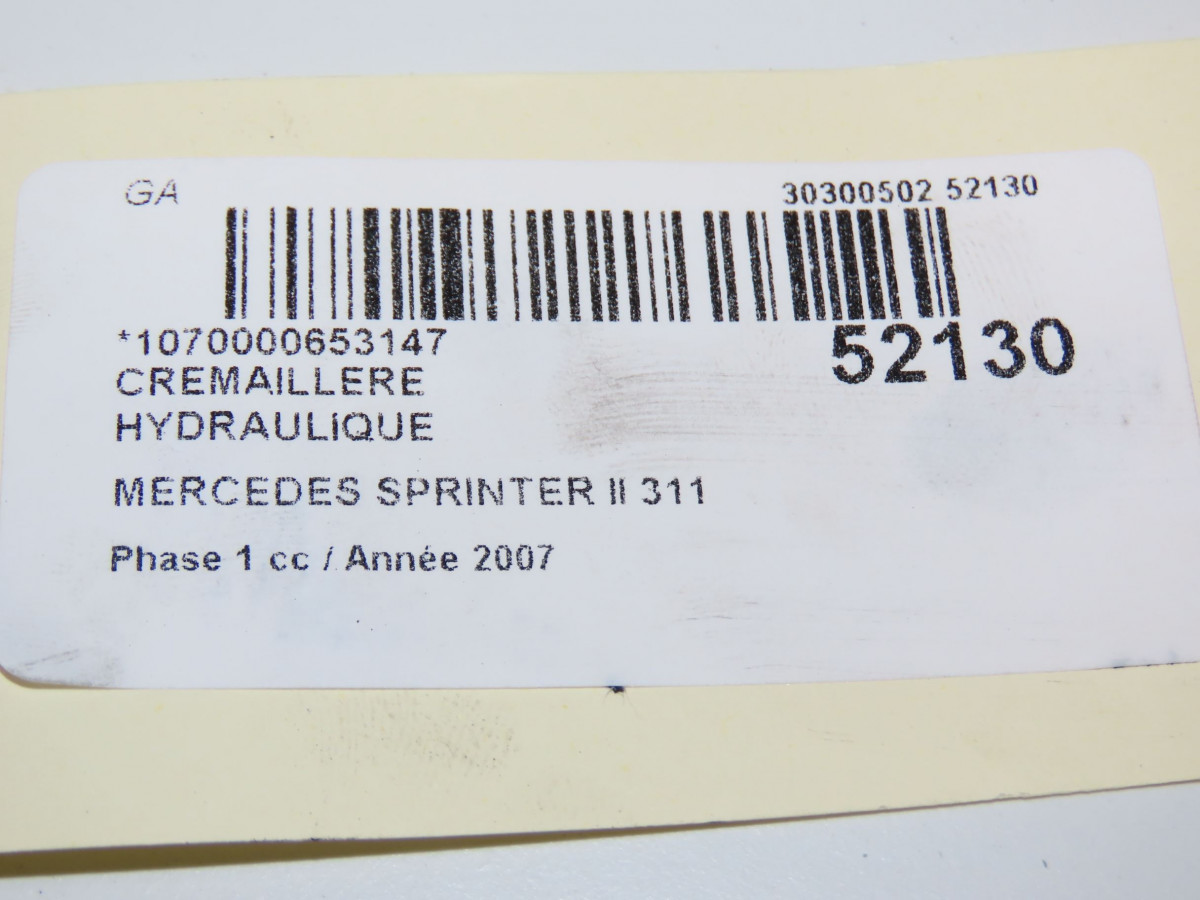 GA
30300502 52130
*1070000653147
52130
CREMAILLERE
HYDRAULIQUE
MERCEDES SPRINTER II 311
Phase 1 cc / Année 2007